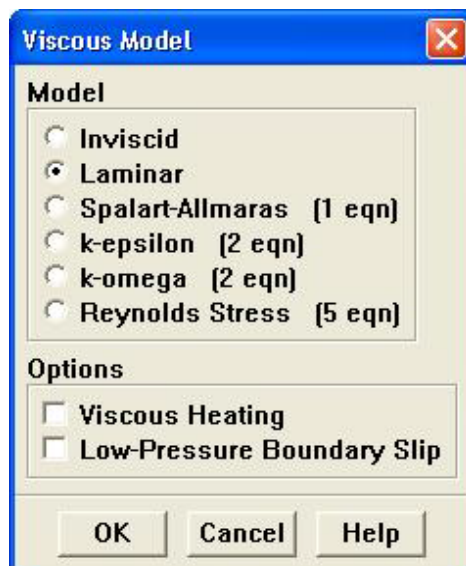 Viscous Model
Model
Inviscid
Laminar
Spalart-Allmaras (1 eqn)
k-epsilon (2 eqn)
k-omega (2 eqn)
Reynolds Stress (5 eqn)
Options
Viscous Heating
Low-Pressure Boundary Slip
OK Cancel Help